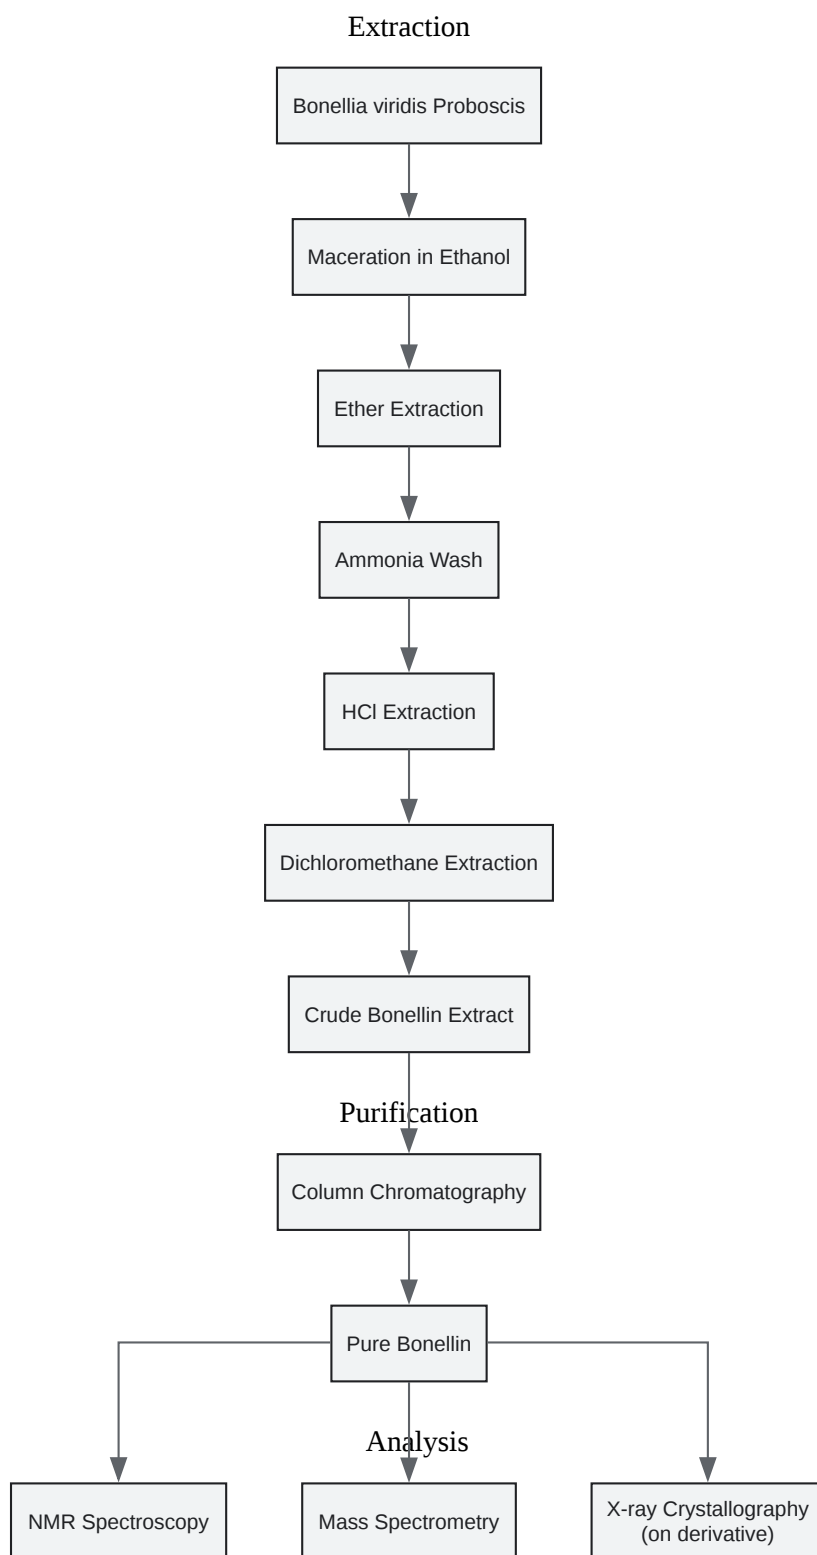 Extraction
Bonellia viridis Proboscis
Maceration in Ethanol
Ether Extraction
Ammonia Wash
HCl Extraction
Dichloromethane Extraction
Crude Bonellin Extract
Purification
Column Chromatography
Pure Bonellin
Analysis
NMR Spectroscopy
Mass Spectrometry
X-ray Crystallography
(on derivative)